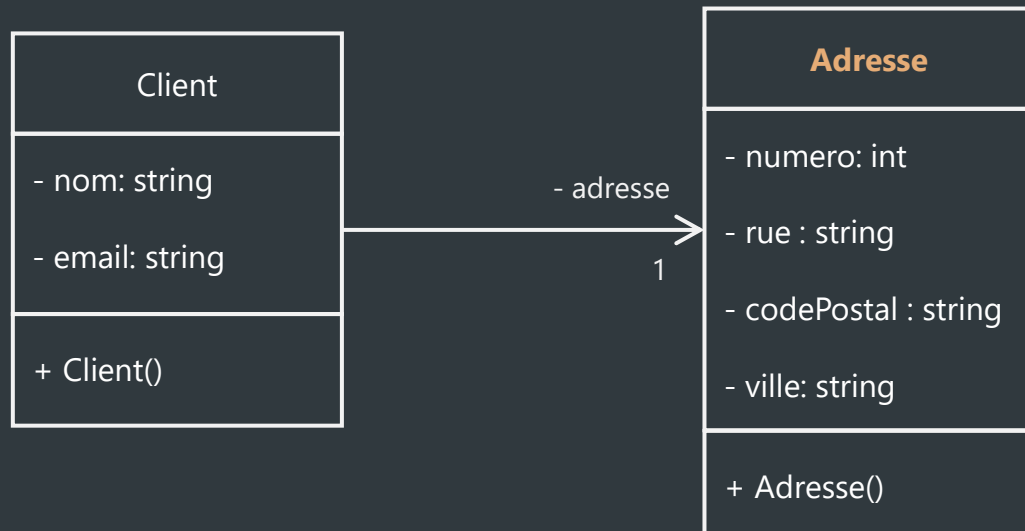 Client
- nom: string
- email: string
+ Client()
- adresse
1
Adresse
- numero: int
- rue : string
- codePostal : string
- ville: string
+ Adresse()